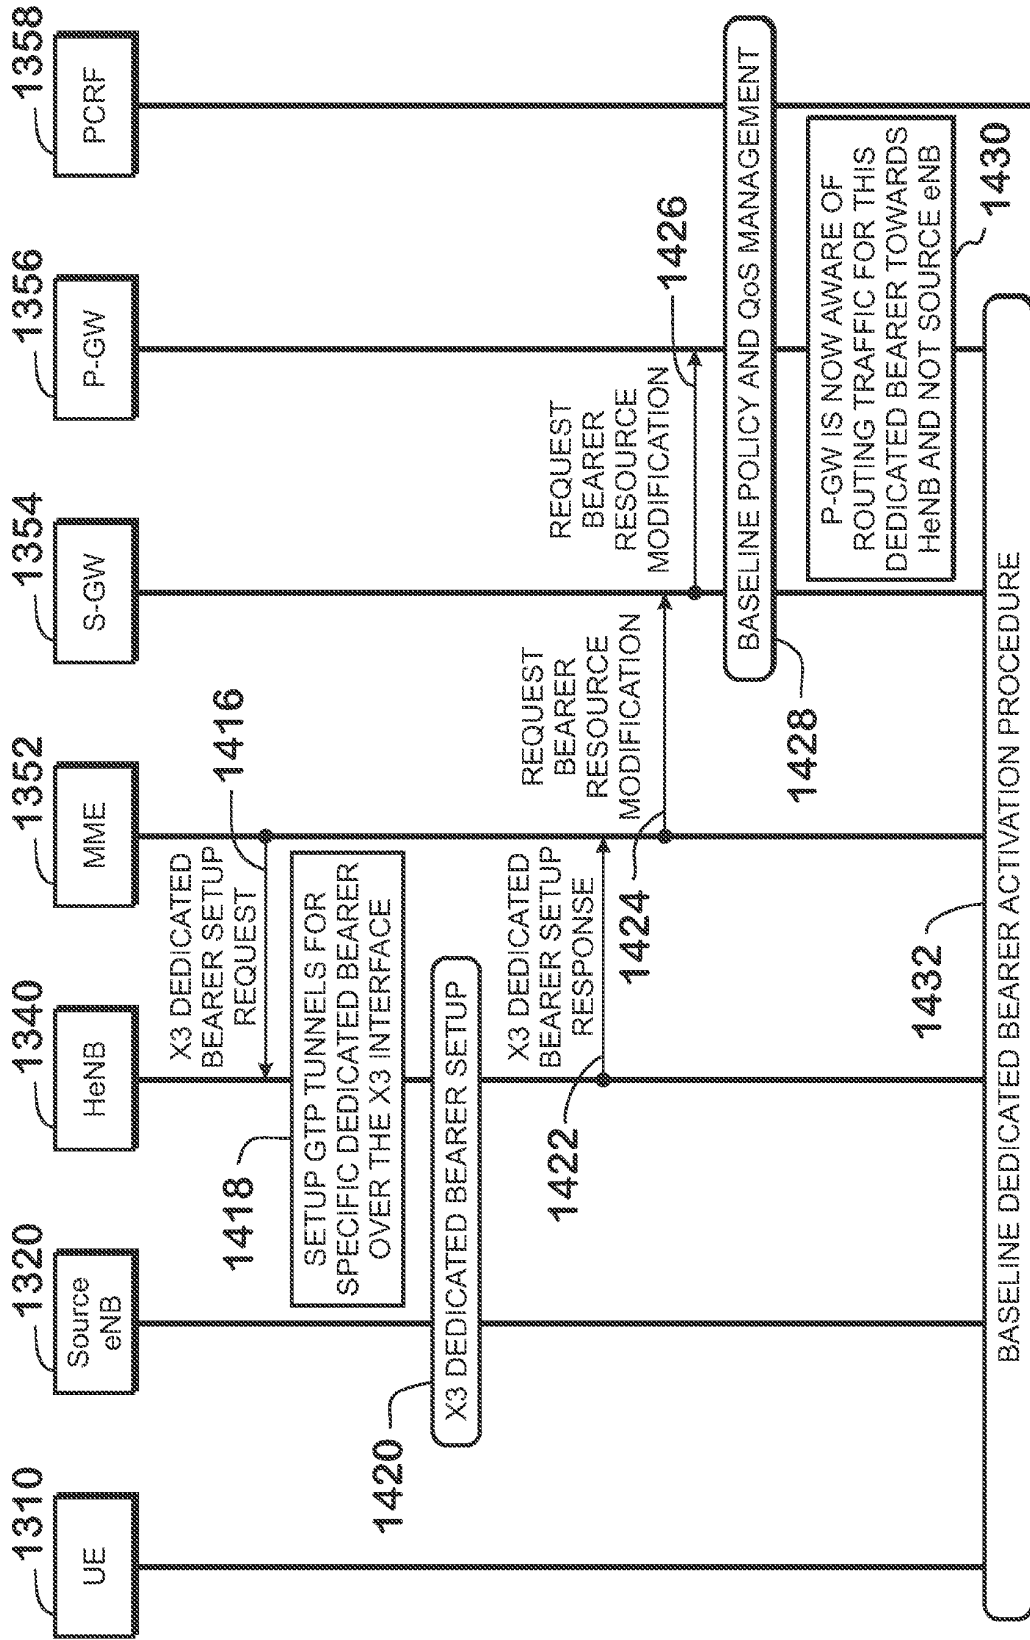 1310
UE
1320
Source
eNB
1340
HeNB
1352
MME
1354
S-GW
1356
P-GW
1358
PCRF
X3 DEDICATED
BEARER SETUP
REQUEST
1416
1418
SETUP GTP TUNNELS FOR
SPECIFIC DEDICATED BEARER
OVER THE X3 INTERFACE
1420
X3 DEDICATED BEARER SETUP
X3 DEDICATED
BEARER SETUP
RESPONSE
1422
REQUEST
BEARER
RESOURCE
MODIFICATION
1424
REQUEST
BEARER
RESOURCE
MODIFICATION
1426
BASELINE POLICY AND QoS MANAGEMENT
1428
P-GW IS NOW AWARE OF
ROUTING TRAFFIC FOR THIS
DEDICATED BEARER TOWARDS
HeNB AND NOT SOURCE eNB
1430
1432
BASELINE DEDICATED BEARER ACTIVATION PROCEDURE